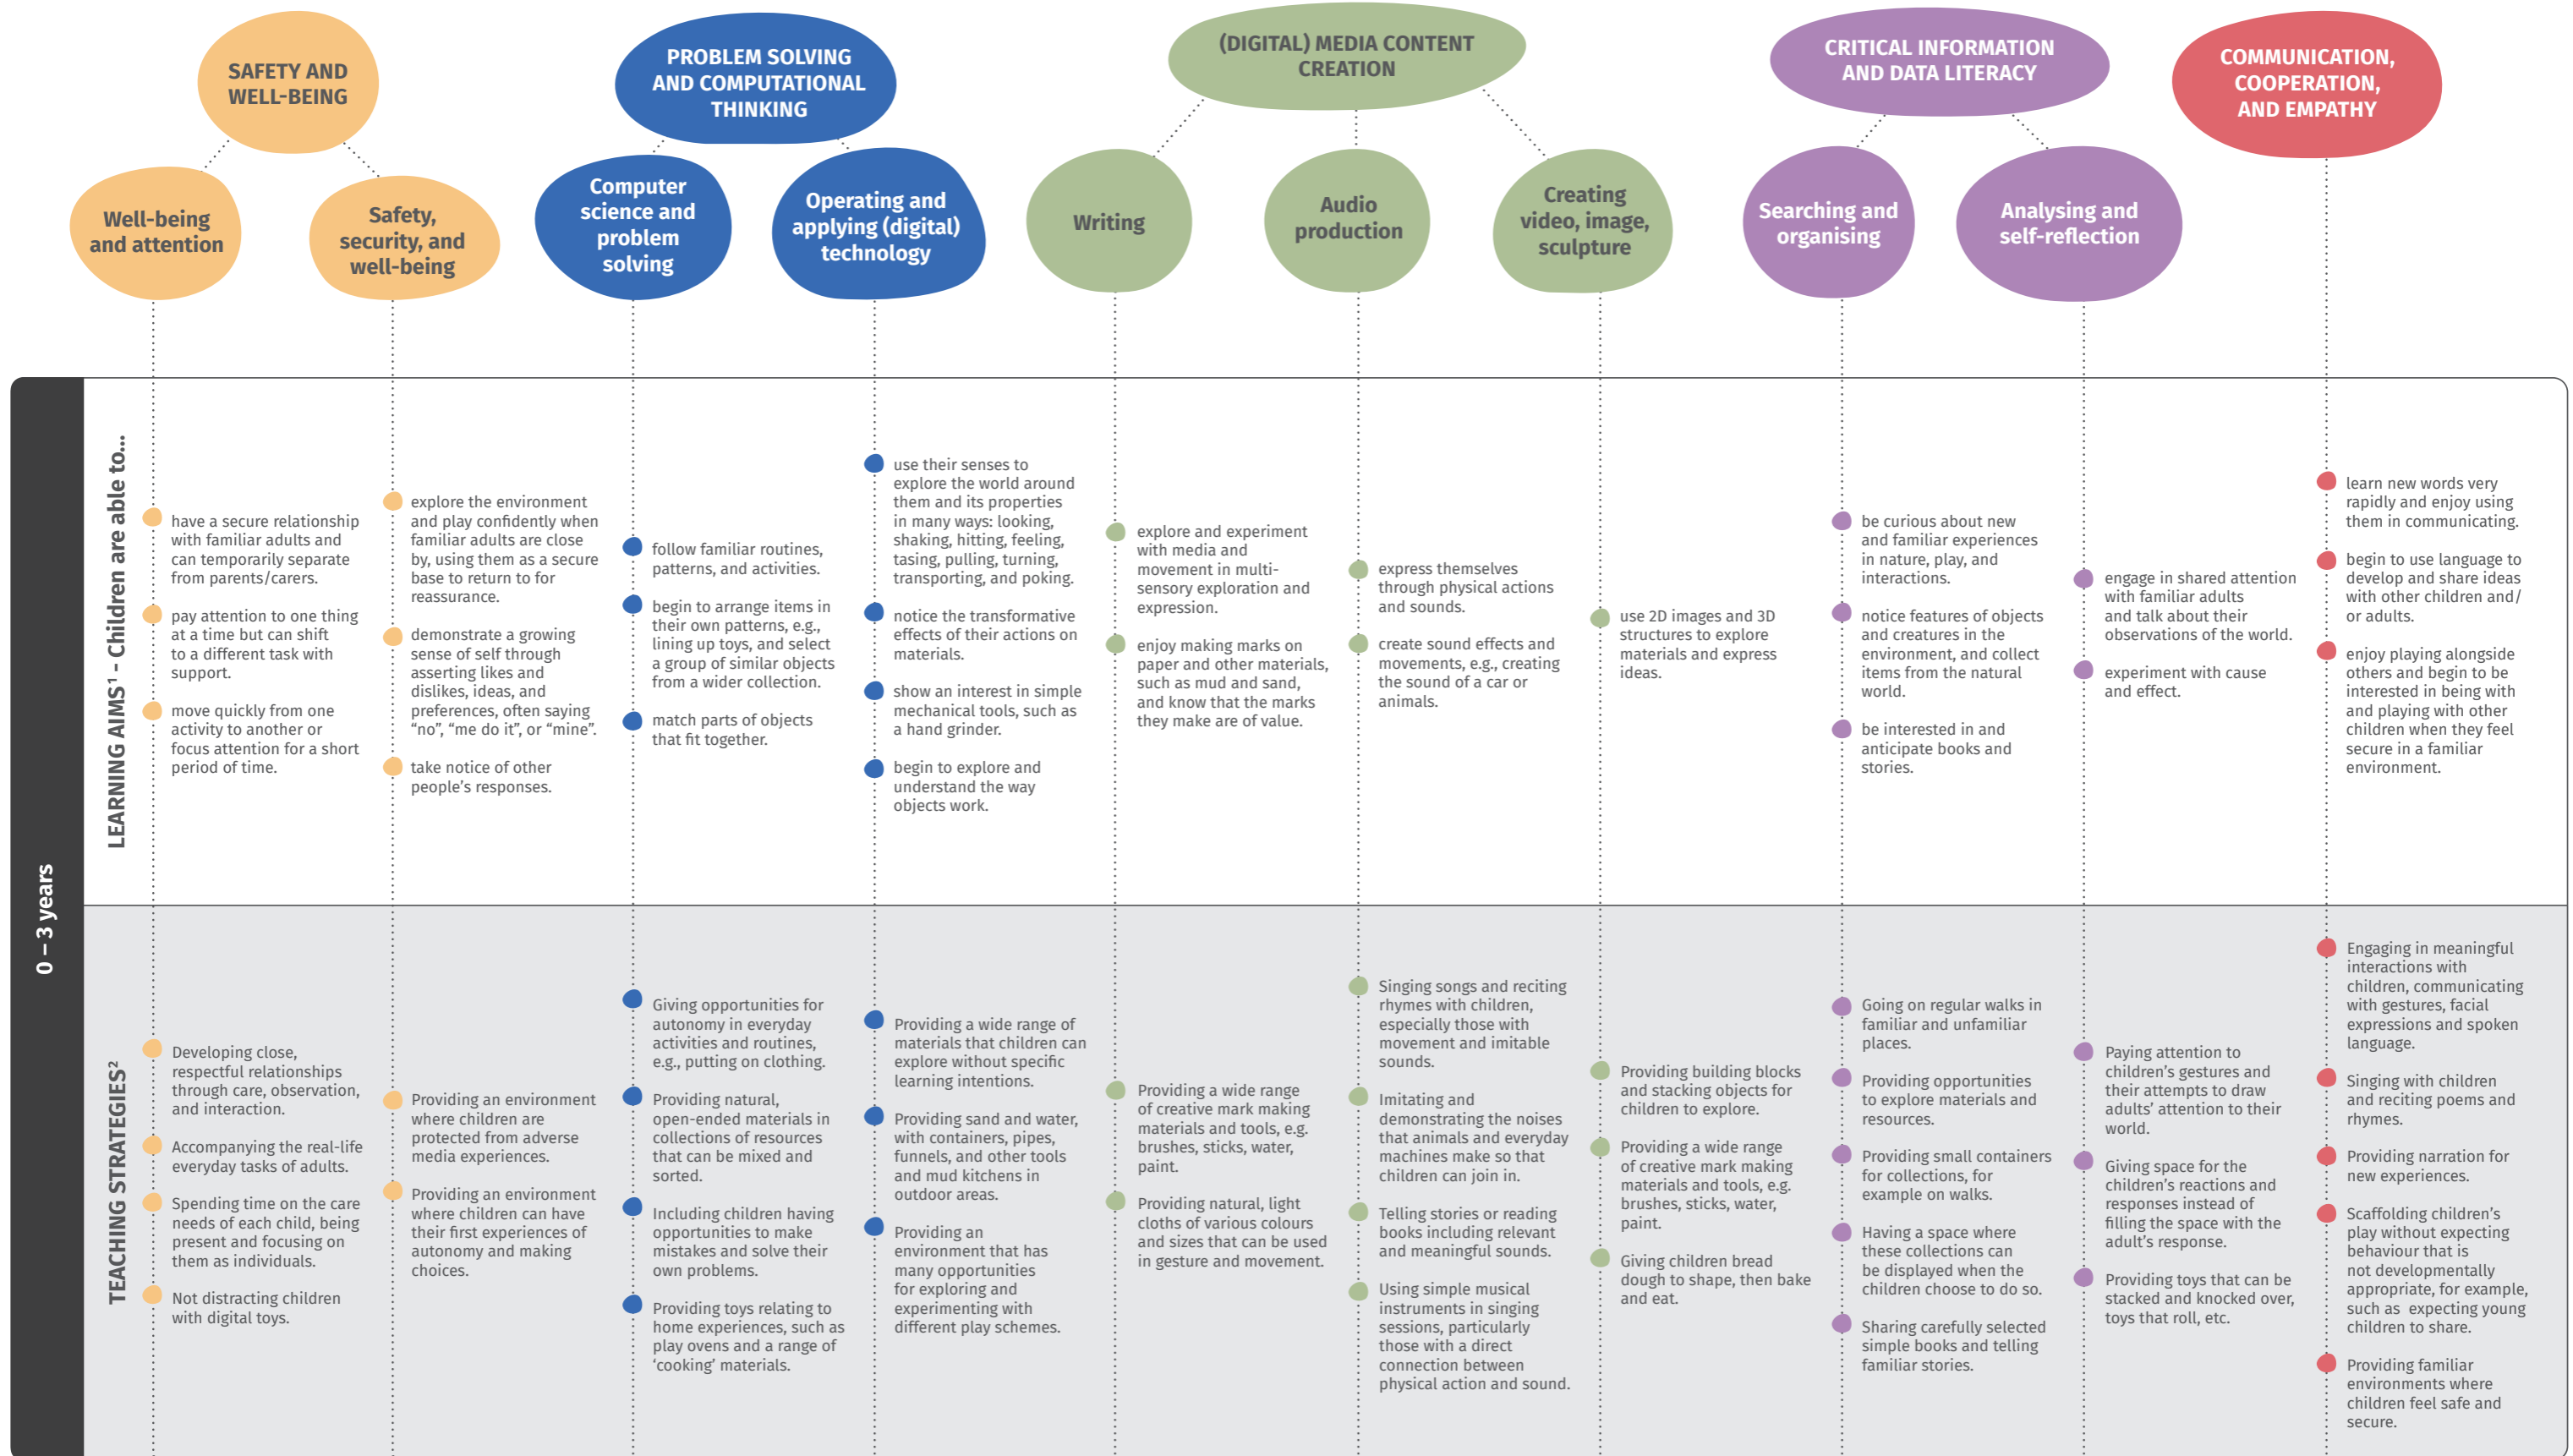 SAFETY AND
WELL-BEING
PROBLEM SOLVING
AND COMPUTATIONAL
THINKING
(DIGITAL) MEDIA CONTENT
CREATION
CRITICAL INFORMATION
AND DATA LITERACY
COMMUNICATION,
COOPERATION,
AND EMPATHY
Well-being
and attention
Safety,
security, and
well-being
Computer
science and
problem
solving
Operating and
applying (digital)
technology
Writing
Audio
production
Creating
video, image,
sculpture
Searching and
organising
Analysing and
self-reflection
0 – 3 years
LEARNING AIMS¹ - Children are able to...
have a secure relationship
with familiar adults and
can temporarily separate
from parents/carers.
pay attention to one thing
at a time but can shift
to a different task with
support.
move quickly from one
activity to another or
focus attention for a short
period of time.
explore the environment
and play confidently when
familiar adults are close
by, using them as a secure
base to return to for
reassurance.
demonstrate a growing
sense of self through
asserting likes and
dislikes, ideas, and
preferences, often saying
“no”, “me do it”, or “mine”.
take notice of other
people’s responses.
follow familiar routines,
patterns, and activities.
begin to arrange items in
their own patterns, e.g.,
lining up toys, and select
a group of similar objects
from a wider collection.
match parts of objects
that fit together.
use their senses to
explore the world around
them and its properties
in many ways: looking,
shaking, hitting, feeling,
tasing, pulling, turning,
transporting, and poking.
notice the transformative
effects of their actions on
materials.
show an interest in simple
mechanical tools, such as
a hand grinder.
begin to explore and
understand the way
objects work.
explore and experiment
with media and
movement in multi-
sensory exploration and
expression.
enjoy making marks on
paper and other materials,
such as mud and sand,
and know that the marks
they make are of value.
express themselves
through physical actions
and sounds.
create sound effects and
movements, e.g., creating
the sound of a car or
animals.
use 2D images and 3D
structures to explore
materials and express
ideas.
be curious about new
and familiar experiences
in nature, play, and
interactions.
notice features of objects
and creatures in the
environment, and collect
items from the natural
world.
be interested in and
anticipate books and
stories.
engage in shared attention
with familiar adults
and talk about their
observations of the world.
experiment with cause
and effect.
learn new words very
rapidly and enjoy using
them in communicating.
begin to use language to
develop and share ideas
with other children and/
or adults.
enjoy playing alongside
others and begin to be
interested in being with
and playing with other
children when they feel
secure in a familiar
environment.
TEACHING STRATEGIES²
Developing close,
respectful relationships
through care, observation,
and interaction.
Accompanying the real-life
everyday tasks of adults.
Spending time on the care
needs of each child, being
present and focusing on
them as individuals.
Not distracting children
with digital toys.
Providing an environment
where children are
protected from adverse
media experiences.
Providing an environment
where children can have
their first experiences of
autonomy and making
choices.
Giving opportunities for
autonomy in everyday
activities and routines,
e.g., putting on clothing.
Providing natural,
open-ended materials in
collections of resources
that can be mixed and
sorted.
Including children having
opportunities to make
mistakes and solve their
own problems.
Providing toys relating to
home experiences, such as
play ovens and a range of
‘cooking’ materials.
Providing a wide range of
materials that children can
explore without specific
learning intentions.
Providing sand and water,
with containers, pipes,
funnels, and other tools
and mud kitchens in
outdoor areas.
Providing an
environment that has
many opportunities
for exploring and
experimenting with
different play schemes.
Providing a wide range
of creative mark making
materials and tools, e.g.
brushes, sticks, water,
paint.
Providing natural, light
cloths of various colours
and sizes that can be used
in gesture and movement.
Singing songs and reciting
rhymes with children,
especially those with
movement and imitable
sounds.
Imitating and
demonstrating the noises
that animals and everyday
machines make so that
children can join in.
Telling stories or reading
books including relevant
and meaningful sounds.
Using simple musical
instruments in singing
sessions, particularly
those with a direct
connection between
physical action and sound.
Providing building blocks
and stacking objects for
children to explore.
Providing a wide range
of creative mark making
materials and tools, e.g.
brushes, sticks, water,
paint.
Giving children bread
dough to shape, then bake
and eat.
Going on regular walks in
familiar and unfamiliar
places.
Providing opportunities
to explore materials and
resources.
Providing small containers
for collections, for
example on walks.
Having a space where
these collections can
be displayed when the
children choose to do so.
Sharing carefully selected
simple books and telling
familiar stories.
Paying attention to
children’s gestures and
their attempts to draw
adults’ attention to their
world.
Giving space for the
children’s reactions and
responses instead of
filling the space with the
adult’s response.
Providing toys that can be
stacked and knocked over,
toys that roll, etc.
Engaging in meaningful
interactions with
children, communicating
with gestures, facial
expressions and spoken
language.
Singing with children
and reciting poems and
rhymes.
Providing narration for
new experiences.
Scaffolding children’s
play without expecting
behaviour that is
not developmentally
appropriate, for example,
such as expecting young
children to share.
Providing familiar
environments where
children feel safe and
secure.